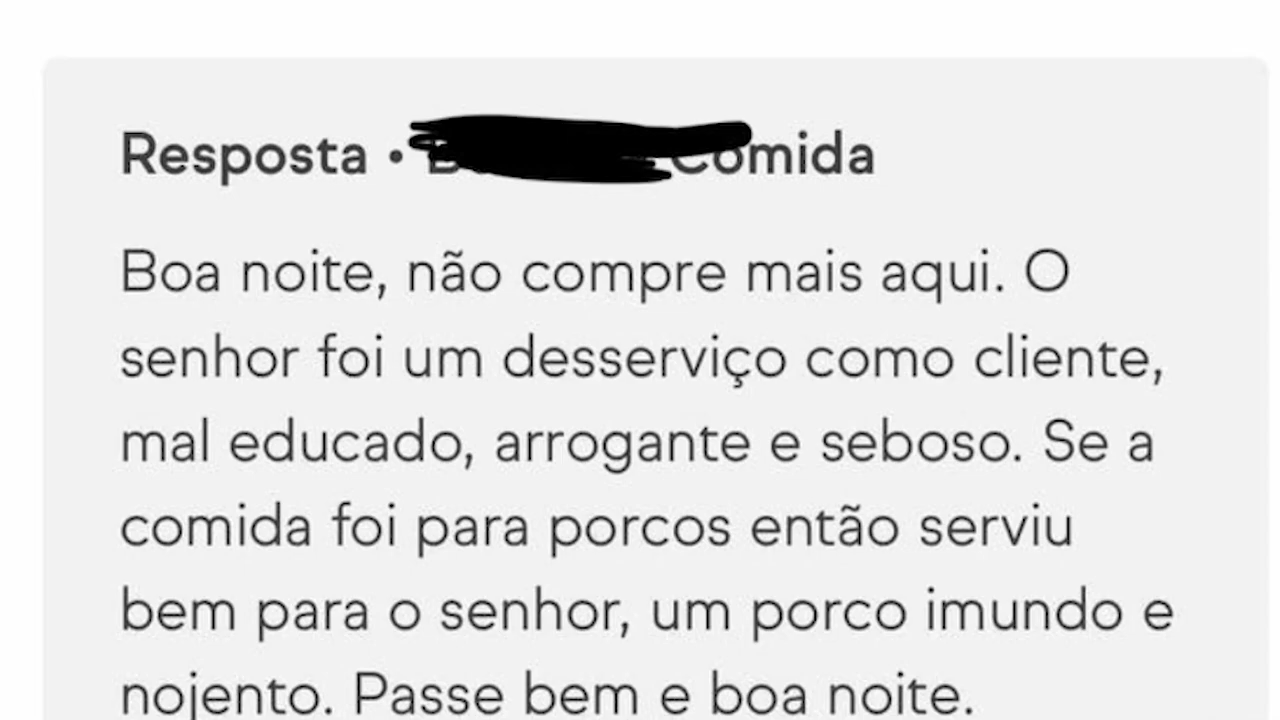 Resposta • Comida
Boa noite, não compre mais aqui. O
senhor foi um desserviço como cliente,
mal educado, arrogante e seboso. Se a
comida foi para porcos então serviu
bem para o senhor, um porco imundo e
nojento. Passe bem e boa noite.